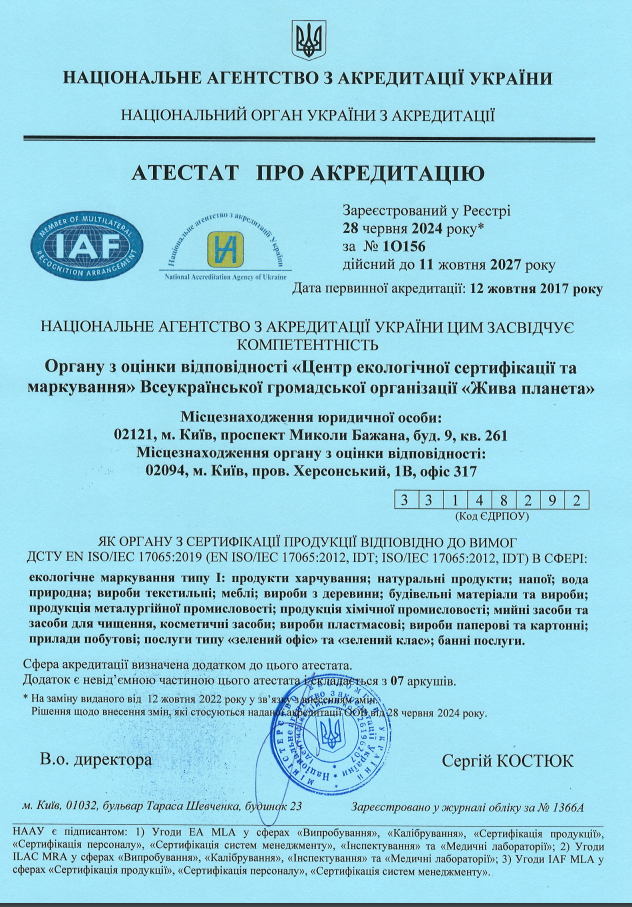 НАЦІОНАЛЬНЕ АГЕНТСТВО З АКРЕДИТАЦІЇ УКРАЇНИ
НАЦІОНАЛЬНИЙ ОРГАН УКРАЇНИ З АКРЕДИТАЦІЇ
АТЕСТАТ ПРО АКРЕДИТАЦІЮ
MEMBER OF MULTILATERAL
IAF
RECOGNITION ARRANGEMENT
Національне агентство з акредитації України
National Accreditation Agency of Ukraine
Зареєстрований у Реєстрі
28 червня 2024 року*
за № 1О156
дійсний до 11 жовтня 2027 року
Дата первинної акредитації: 12 жовтня 2017 року
НАЦІОНАЛЬНЕ АГЕНТСТВО З АКРЕДИТАЦІЇ УКРАЇНИ ЦИМ ЗАСВІДЧУЄ
КОМПЕТЕНТНІСТЬ
Органу з оцінки відповідності «Центр екологічної сертифікації та
маркування» Всеукраїнської громадської організації «Жива планета»
Місцезнаходження юридичної особи:
02121, м. Київ, проспект Миколи Бажана, буд. 9, кв. 261
Місцезнаходження органу з оцінки відповідності:
02094, м. Київ, пров. Херсонський, 1В, офіс 317
3 3 1 4 8 2 9 2
(Код ЄДРПОУ)
ЯК ОРГАНУ З СЕРТИФІКАЦІЇ ПРОДУКЦІЇ ВІДПОВІДНО ДО ВИМОГ
ДСТУ EN ISO/IEC 17065:2019 (EN ISO/IEC 17065:2012, IDT; ISO/IEC 17065:2012, IDT) В СФЕРІ:
екологічне маркування типу І: продукти харчування; натуральні продукти; напої; вода
природна; вироби текстильні; меблі; вироби з деревини; будівельні матеріали та вироби;
продукція металургійної промисловості; продукція хімічної промисловості; мийні засоби та
засоби для чищення, косметичні засоби; вироби пластмасові; вироби паперові та картонні;
прилади побутові; послуги типу «зелений офіс» та «зелений клас»; банні послуги.
Сфера акредитації визначена додатком до цього атестата.
Додаток є невід’ємною частиною цього атестата і складається з 07 аркушів.
* На заміну виданого від 12 жовтня 2022 року у зв’язку з внесенням змін.
Рішення щодо внесення змін, які стосуються наданої акредитації ООВ від 28 червня 2024 року.
В.о. директора
Сергій КОСТЮК
м. Київ, 01032, бульвар Тараса Шевченка, будинок 23
Зареєстровано у журналі обліку за № 1366А
НААУ є підписантом: 1) Угоди EA MLA у сферах «Випробування», «Калібрування», «Сертифікація продукції»,
«Сертифікація персоналу», «Сертифікація систем менеджменту», «Інспектування» та «Медичні лабораторії»; 2) Угоди
ILAC MRA у сферах «Випробування», «Калібрування», «Інспектування» та «Медичні лабораторії»; 3) Угоди IAF MLA у
сферах «Сертифікація продукції», «Сертифікація персоналу», «Сертифікація систем менеджменту».